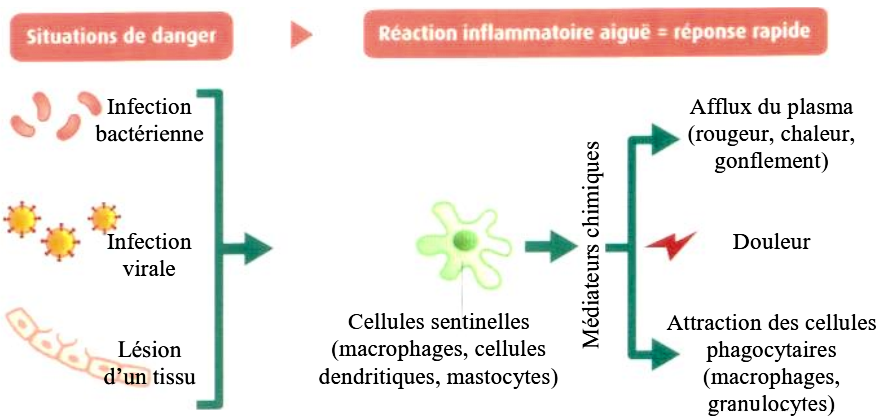 Situations de danger
Réaction inflammatoire aiguë = réponse rapide
Infection
bactérienne
Infection
virale
Lésion
d'un tissu
Cellules sentinelles
(macrophages, cellules
dendritiques, mastocytes)
Médiateurs chimiques
Afflux du plasma
(rougeur, chaleur,
gonflement)
Douleur
Attraction des cellules
phagocytaires
(macrophages,
granulocytes)